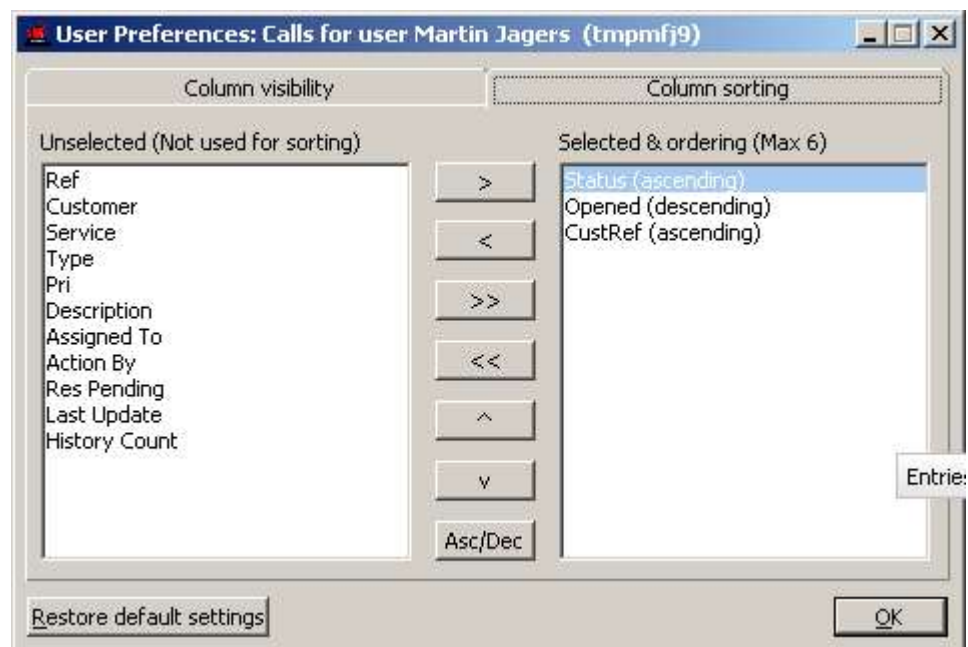 User Preferences: Calls for user Martin Jagers (tmpmfj9)
Column visibility
Column sorting
Unselected (Not used for sorting)
Ref
Customer
Service
Type
Pri
Description
Assigned To
Action By
Res Pending
Last Update
History Count
>
<
>>
<<
^
v
Asc/Dec
Selected & ordering (Max 6)
Status (ascending)
Opened (descending)
CustRef (ascending)
Restore default settings
OK